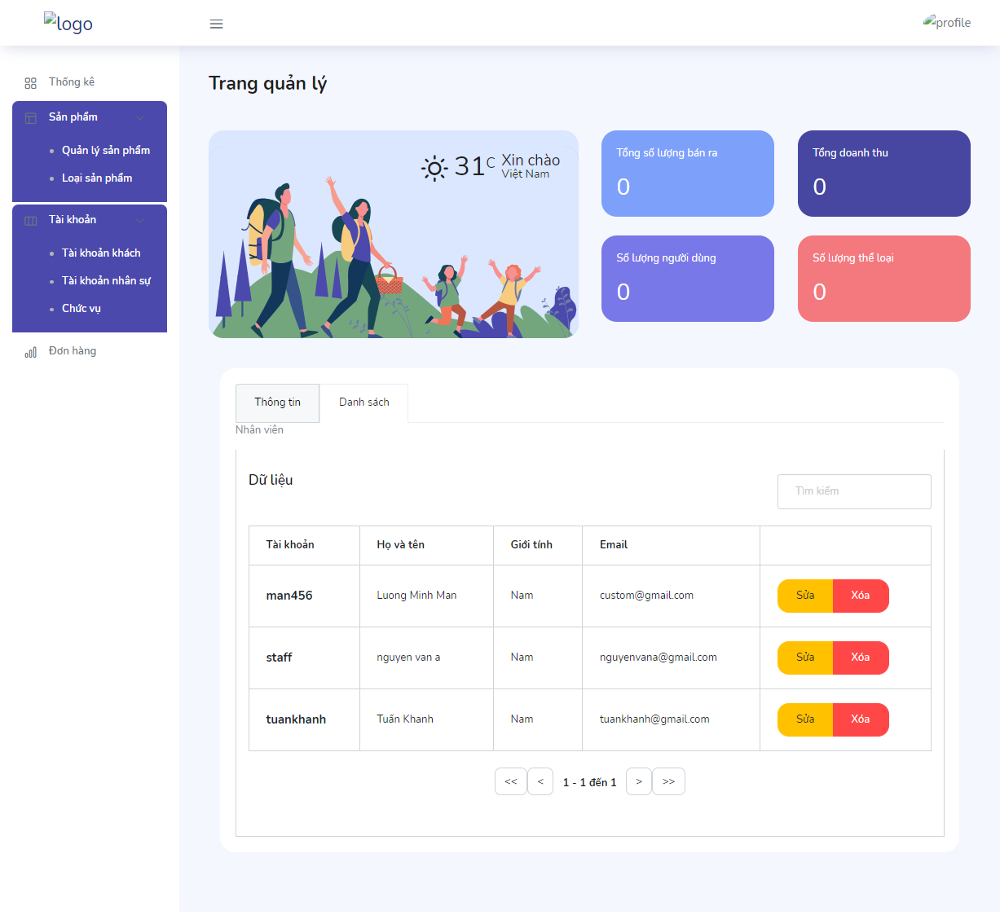 logo
profile
Thống kê
Sản phẩm
Quản lý sản phẩm
Loại sản phẩm
Tài khoản
Tài khoản khách
Tài khoản nhân sự
Chức vụ
Đơn hàng
Trang quản lý
31C Xin chào
Việt Nam
Tổng số lượng bán ra
0
Tổng doanh thu
0
Số lượng người dùng
0
Số lượng thể loại
0
Thông tin Danh sách
Nhân viên
Dữ liệu
Tìm kiếm
Tài khoản Họ và tên Giới tính Email
man456 Luong Minh Man Nam custom@gmail.com Sửa Xóa
staff nguyen van a Nam nguyenvana@gmail.com Sửa Xóa
tuankhanh Tuấn Khanh Nam tuankhanh@gmail.com Sửa Xóa
<< < 1 - 1 đến 1 > >>